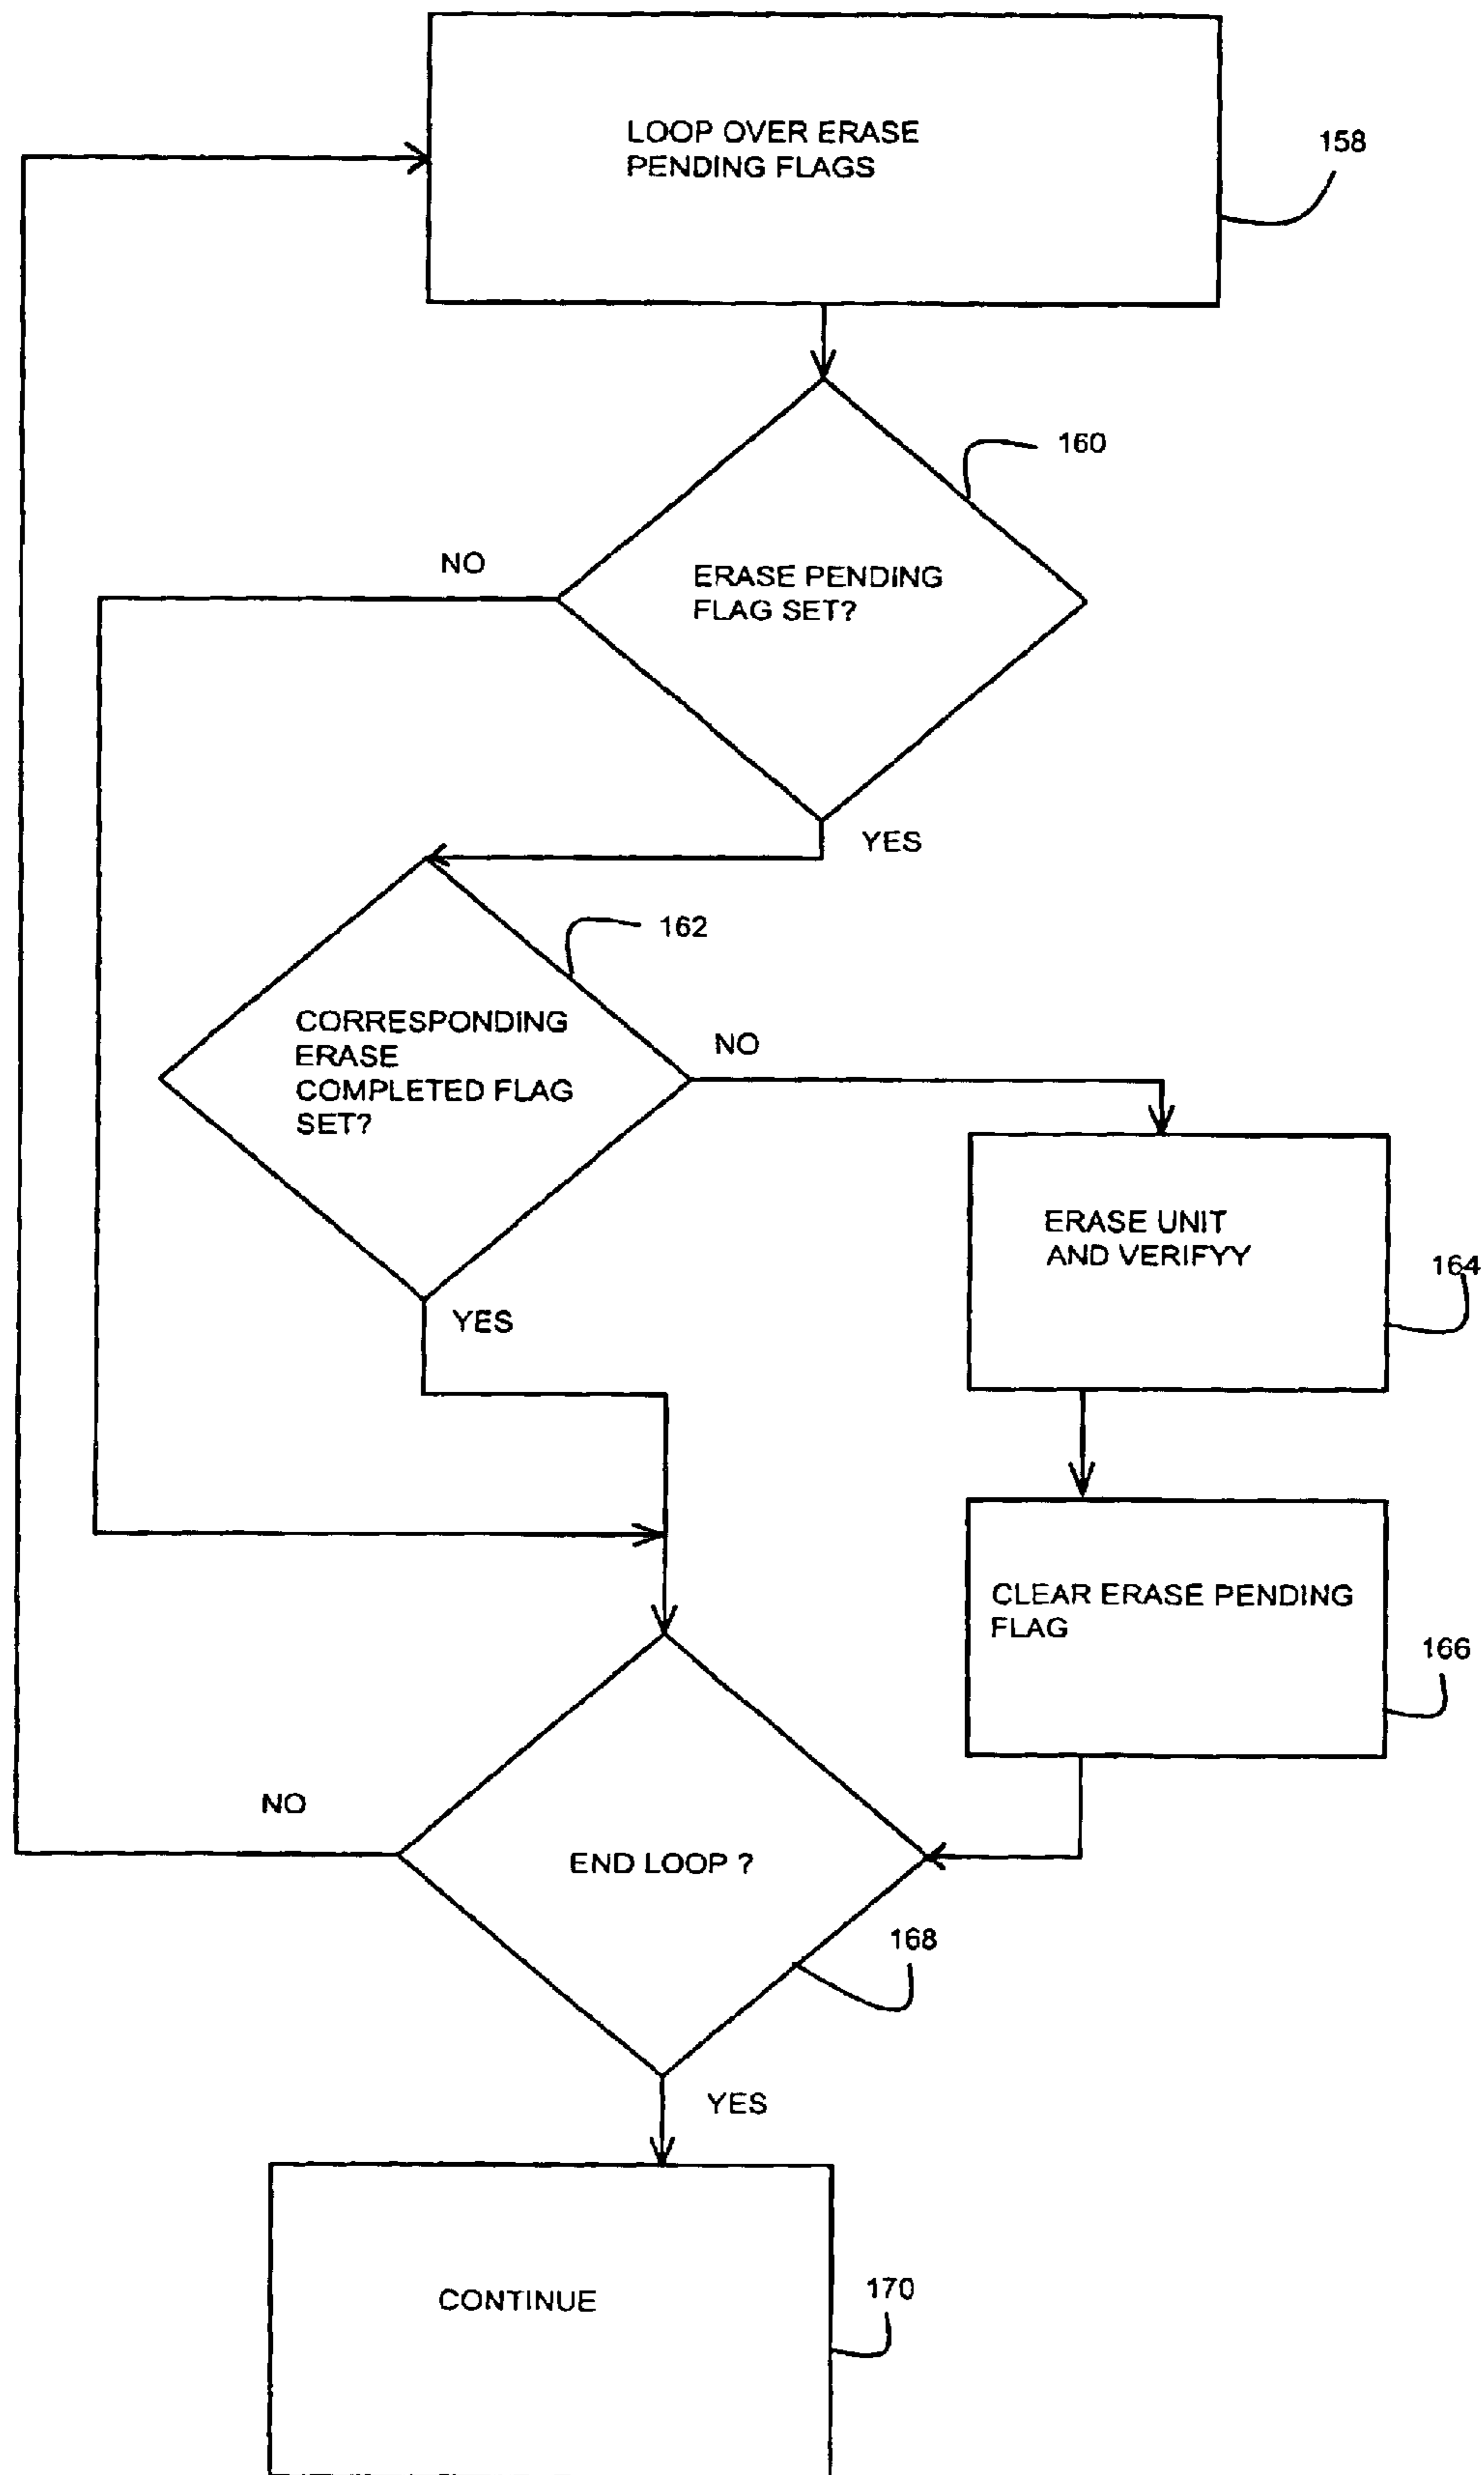 LOOP OVER ERASE
PENDING FLAGS
158
160
NO
ERASE PENDING
FLAG SET?
YES
162
CORRESPONDING
ERASE
COMPLETED FLAG
SET?
NO
ERASE UNIT
AND VERIFYY
164
YES
CLEAR ERASE PENDING
FLAG
166
NO
END LOOP ?
168
YES
CONTINUE
170